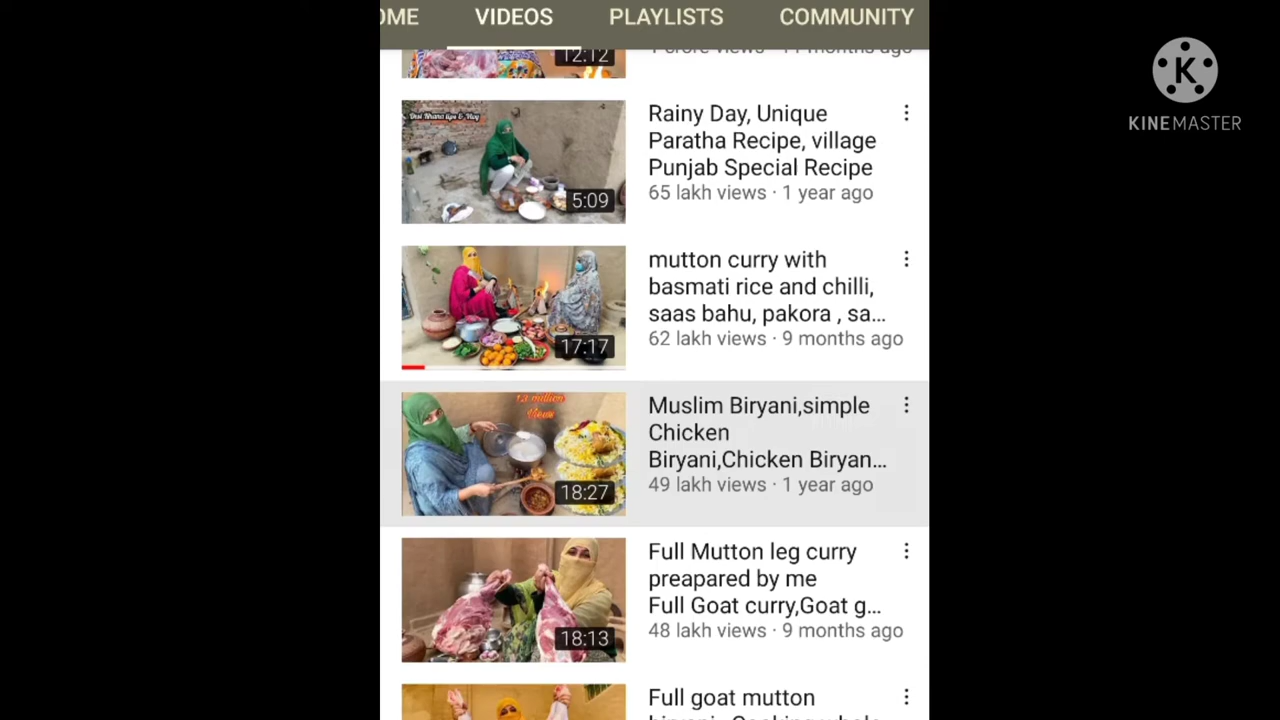 OME VIDEOS PLAYLISTS COMMUNITY
12:12
Rainy Day, Unique
Paratha Recipe, village
Punjab Special Recipe
65 lakh views · 1 year ago
5:09
mutton curry with
basmati rice and chilli,
saas bahu, pakora , sa...
62 lakh views · 9 months ago
17:17
1.3 million
Views
Muslim Biryani,simple
Chicken
Biryani,Chicken Biryan...
49 lakh views · 1 year ago
18:27
Full Mutton leg curry
preapared by me
Full Goat curry,Goat g...
48 lakh views · 9 months ago
18:13
Full goat mutton
K
KINEMASTER